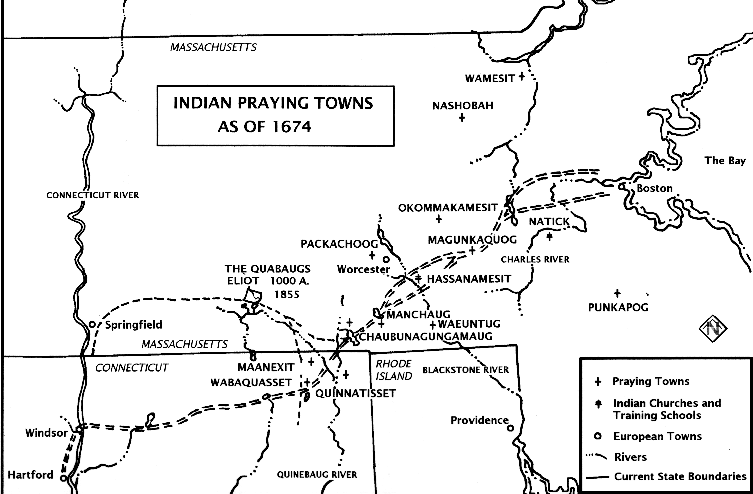 MASSACHUSETTS
INDIAN PRAYING TOWNS
AS OF 1674
WAMESIT
NASHOBAH
The Bay
Boston
CONNECTICUT RIVER
OKOMMAKAMESIT
NATICK
MAGUNKAQUOG
PACKACHOOG
CHARLES RIVER
Worcester
HASSANAMESIT
THE QUABAUGS
ELIOT 1000 A.
1855
PUNKAPOG
N
MANCHAUG
WAEUNTUG
Springfield
CHAUBUNAGUNGAMAUG
MASSACHUSETTS
CONNECTICUT
MAANEXIT
RHODE
ISLAND
BLACKSTONE RIVER
WABAQUASSET
QUINNATISSET
Praying Towns
Indian Churches and
Training Schools
European Towns
Rivers
Current State Boundaries
Providence
Windsor
Hartford
QUINEBAUG RIVER